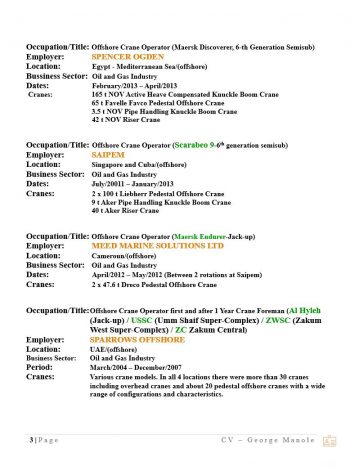 Occupation/Title: Offshore Crane Operator (Maersk Discoverer, 6-th Generation Semisub)
Employer: SPENCER OGDEN
Location: Egypt - Mediterranean Sea/(offshore)
Bussiness Sector: Oil and Gas Industry
Dates: February/2013 – April/2013
Cranes: 165 t NOV Active Heave Compensated Knuckle Boom Crane
65 t Favelle Favco Pedestal Offshore Crane
3.5 t NOV Pipe Handling Knuckle Boom Crane
42 t NOV Riser Crane
Occupation/Title: Offshore Crane Operator (Scarabeo 9-6th generation semisub)
Employer: SAIPEM
Location: Singapore and Cuba/(offshore)
Bussiness Sector: Oil and Gas Industry
Dates: July/20011 – January/2013
Cranes: 2 x 100 t Liebherr Pedestal Offshore Crane
9 t Aker Pipe Handling Knuckle Boom Crane
40 t Aker Riser Crane
Occupation/Title: Offshore Crane Operator (Maersk Endurer-Jack-up)
Employer: MEED MARINE SOLUTIONS LTD
Location: Cameroun/(offshore)
Business Sector: Oil and Gas Industry
Dates: April/2012 – May/2012 (Between 2 rotations at Saipem)
Cranes: 2 x 47.6 t Dreco Pedestal Offshore Crane
Occupation/Title: Offshore Crane Operator first and after 1 Year Crane Foreman (Al Hyleh
(Jack-up) / USSC (Umm Shaif Super-Complex) / ZWSC (Zakum
West Super-Complex) / ZC Zakum Central)
Employer: SPARROWS OFFSHORE
Location: UAE/(offshore)
Business Sector: Oil and Gas Industry
Period: March/2004 – December/2007
Cranes: Various crane models. In all 4 locations there were more than 30 cranes
including overhead cranes and about 20 pedestal offshore cranes with a wide
range of configurations and characteristics.
3 | Page CV – George Manole